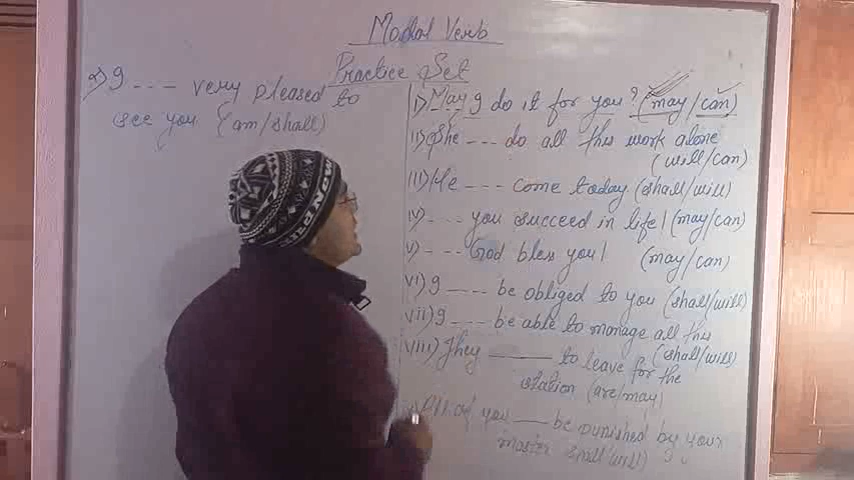 Modal Verb
Practice Set
x) I --- very pleased to
see you (am/shall)
i) May I do it for you? (may/can)
ii) She --- do all this work alone
(will/can)
iii) He --- come today (shall/will)
iv) --- you succeed in life! (may/can)
v) --- God bless you! (may/can)
vi) I --- be obliged to you (shall/will)
vii) I --- be able to manage all this
(shall/will)
viii) They --- to leave for the
station (are/may)
All of you --- be punished by your
master shall/will)